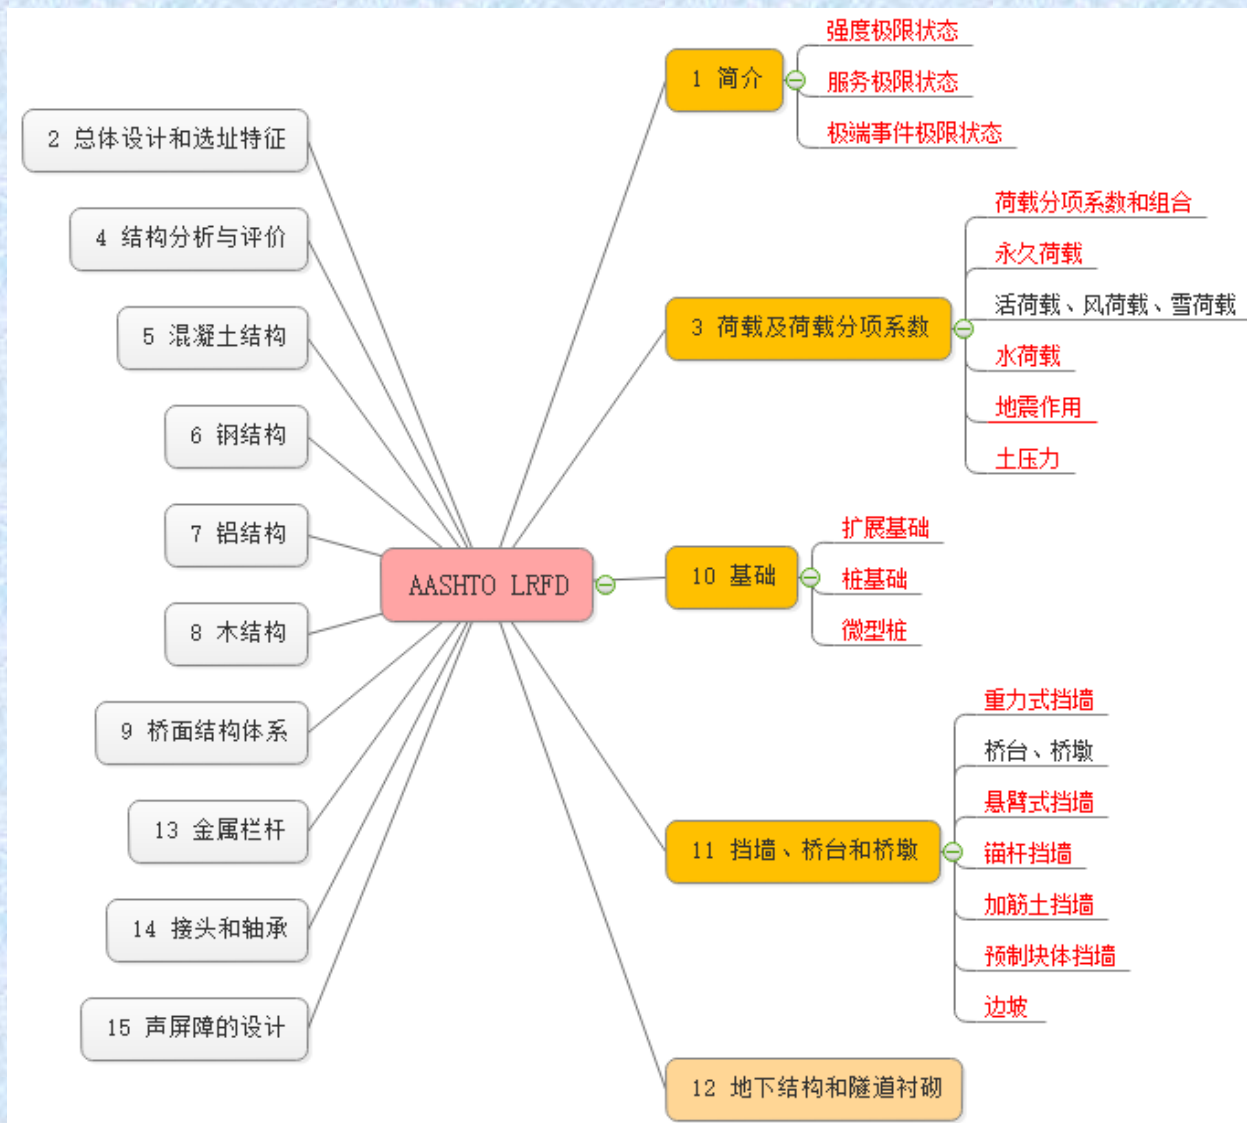 AASHTO LRFD
1 简介
强度极限状态
服务极限状态
极端事件极限状态
2 总体设计和选址特征
3 荷载及荷载分项系数
荷载分项系数和组合
永久荷载
活荷载、风荷载、雪荷载
水荷载
地震作用
土压力
4 结构分析与评价
5 混凝土结构
6 钢结构
7 铝结构
8 木结构
9 桥面结构体系
10 基础
扩展基础
桩基础
微型桩
11 挡墙、桥台和桥墩
重力式挡墙
桥台、桥墩
悬臂式挡墙
锚杆挡墙
加筋土挡墙
预制块体挡墙
边坡
12 地下结构和隧道衬砌
13 金属栏杆
14 接头和轴承
15 声屏障的设计